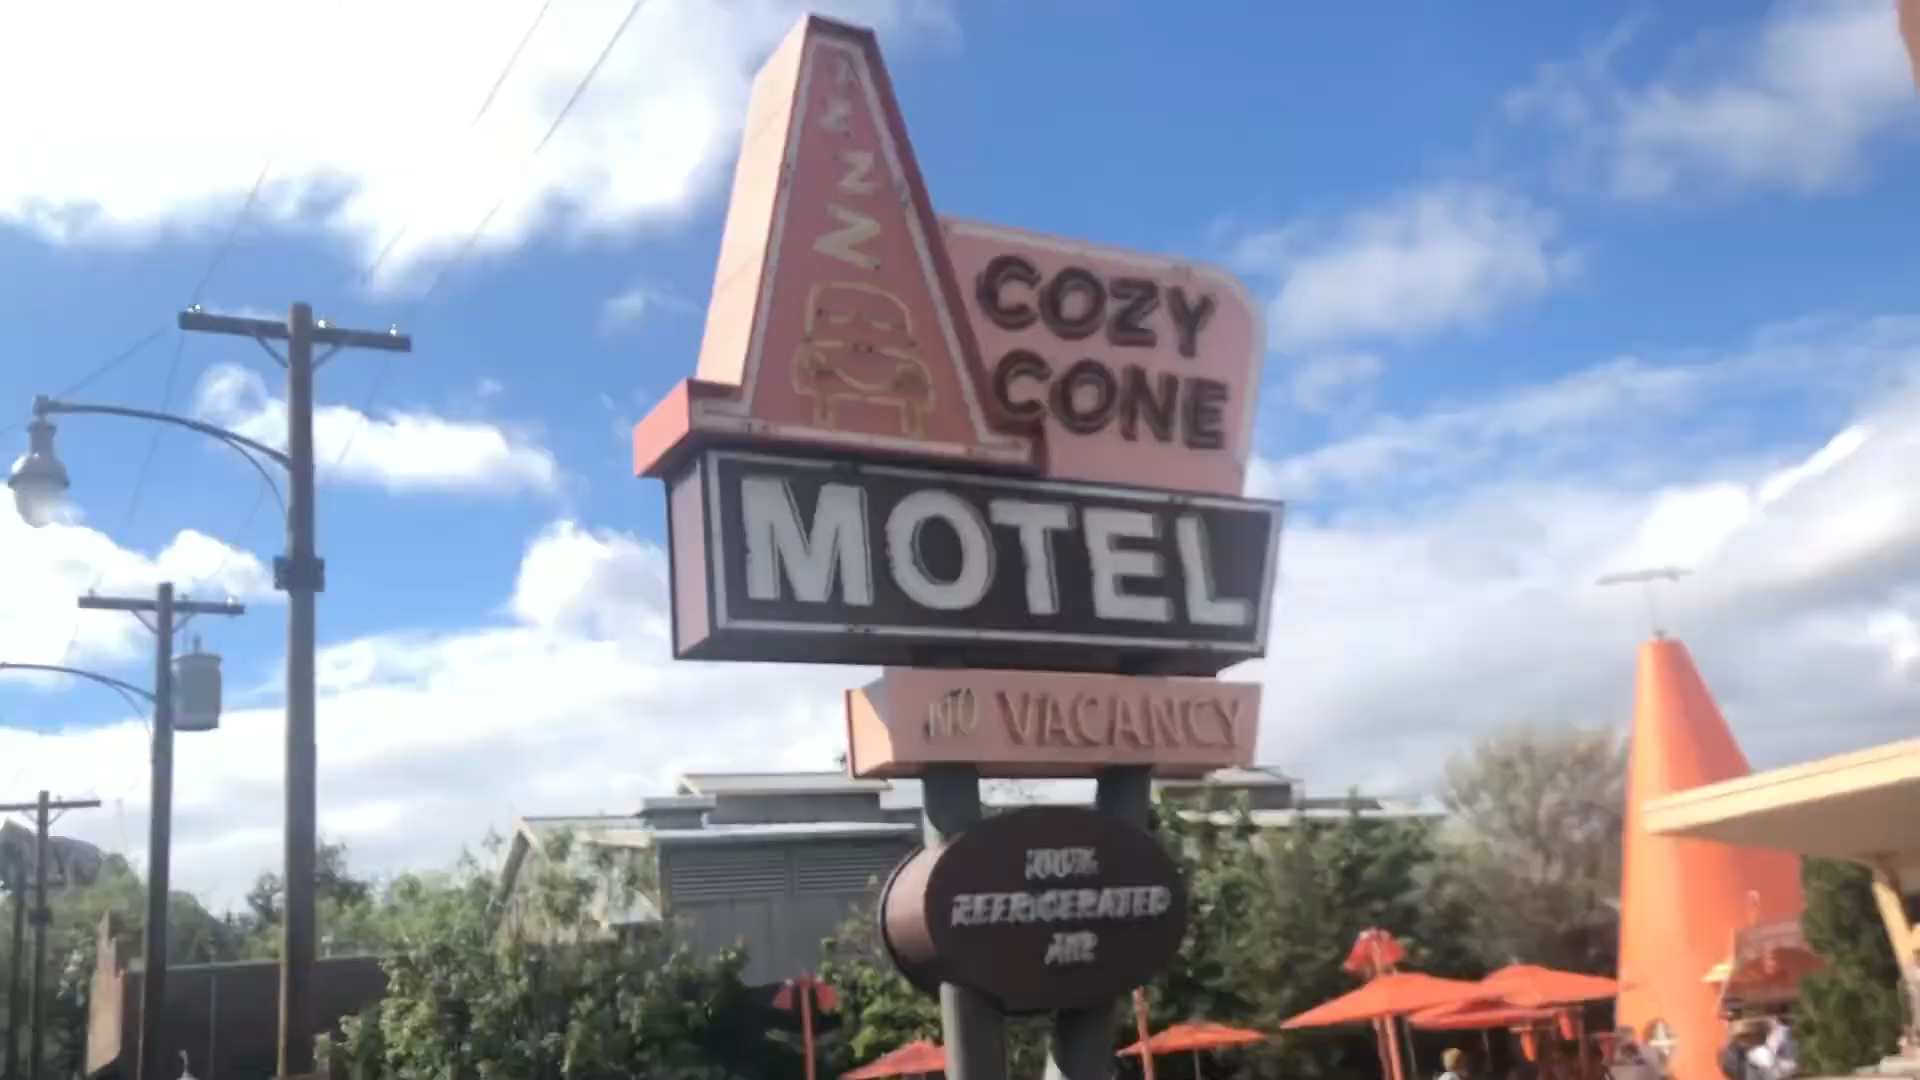 Z
Z
Z
Z
COZY
CONE
MOTEL
NO VACANCY
100%
REFRIGERATED
AIR